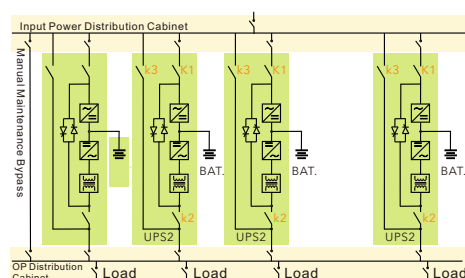 Input Power Distribution Cabinet
Manual Maintenance Bypass
k3 K1 k3 K1 k3 K1
BAT. BAT. BAT.
k2 k2 k2
UPS2 UPS2 UPS2
OP Distribution
Cabinet
Load Load Load Load